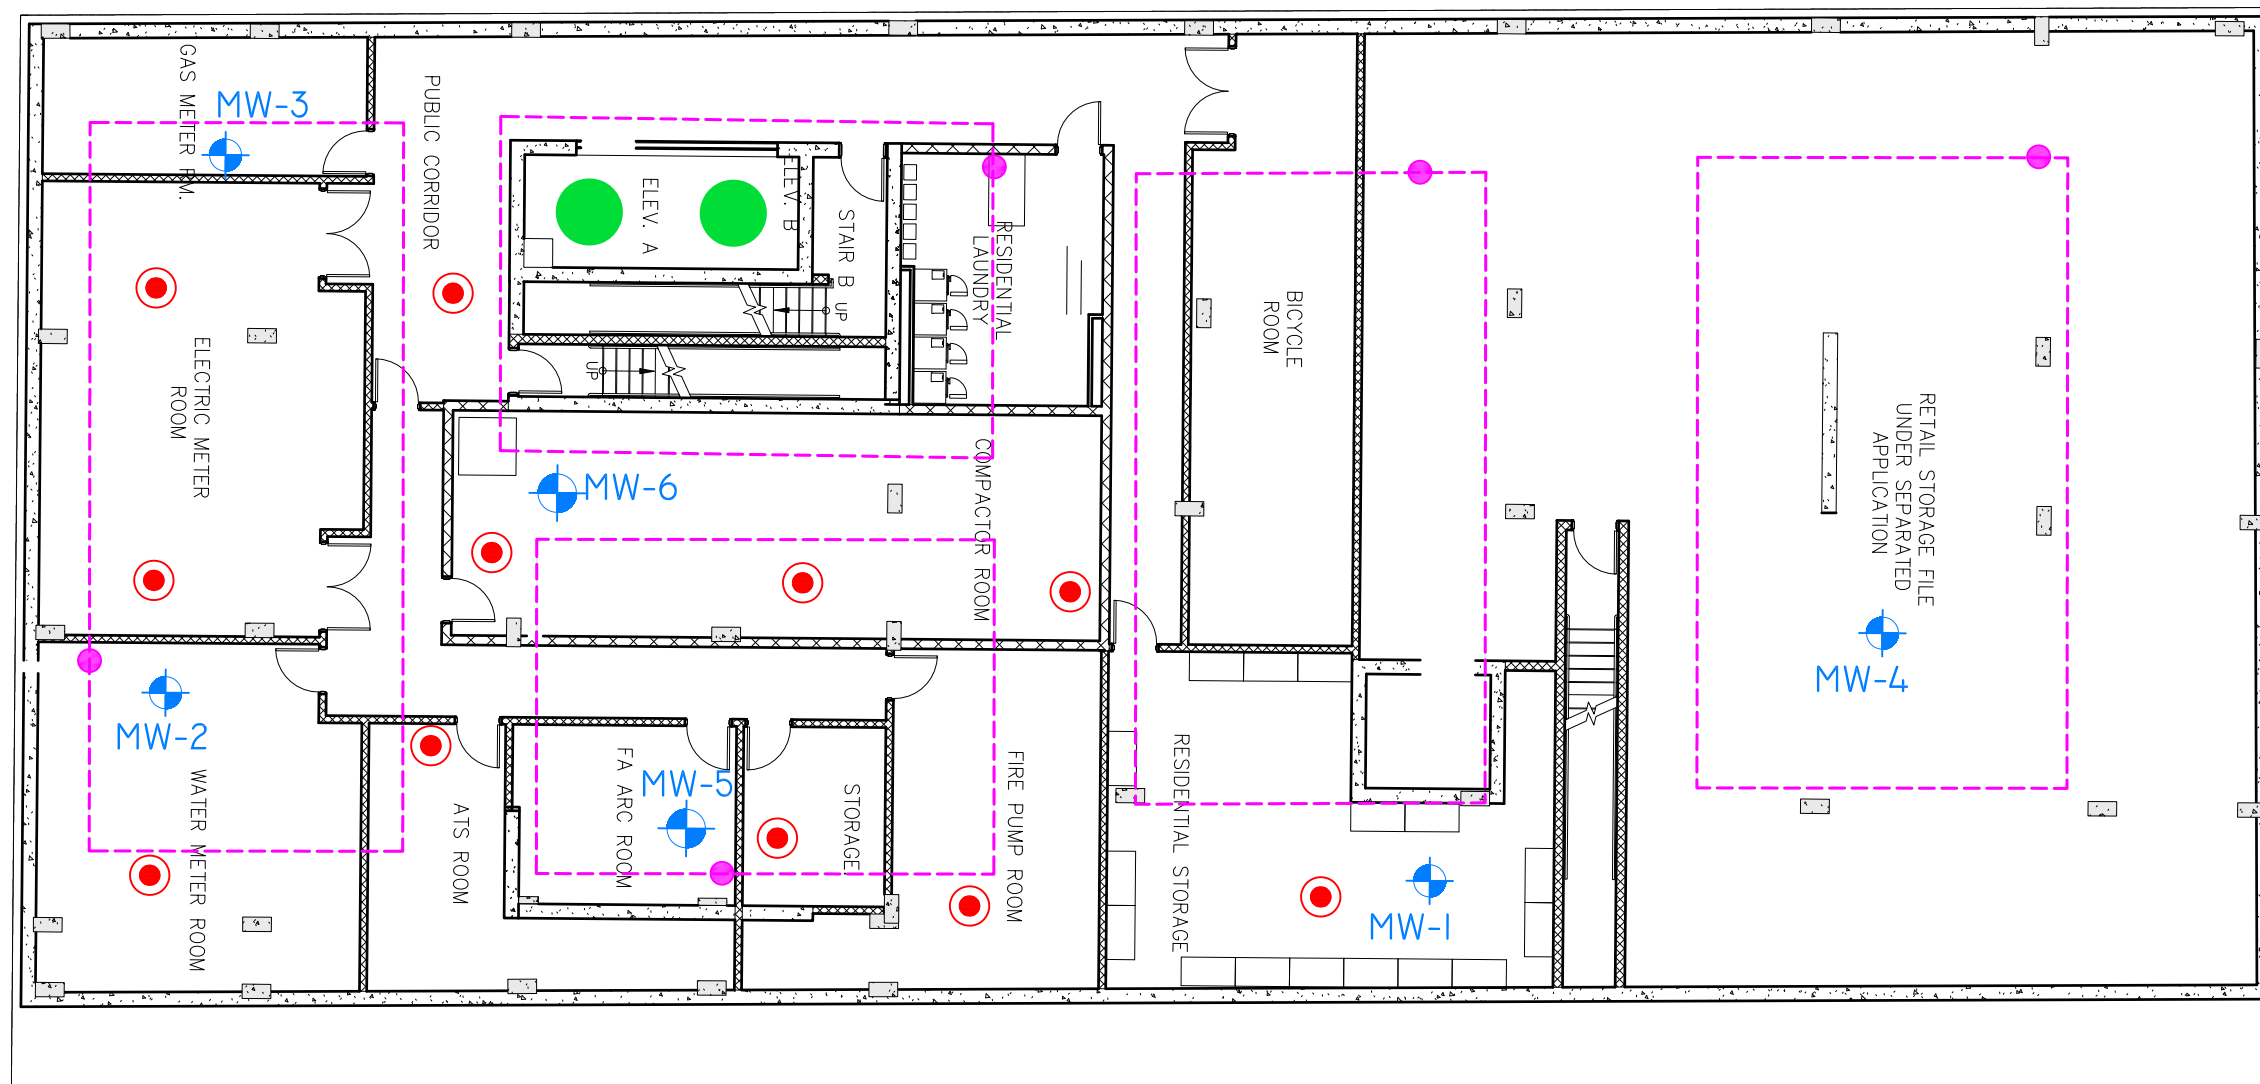 GAS METER RM.
MW-3
PUBLIC CORRIDOR
ELEV. A
ELEV. B
STAIR B
UP
UP
RESIDENTIAL
LAUNDRY
BICYCLE
ROOM
ELECTRIC METER
ROOM
MW-6
COMPACTOR ROOM
RETAIL STORAGE FILE
UNDER SEPARATED
APPLICATION
MW-4
MW-2
WATER METER ROOM
ATS ROOM
FA ARC ROOM
MW-5
STORAGE
FIRE PUMP ROOM
RESIDENTIAL STORAGE
MW-1